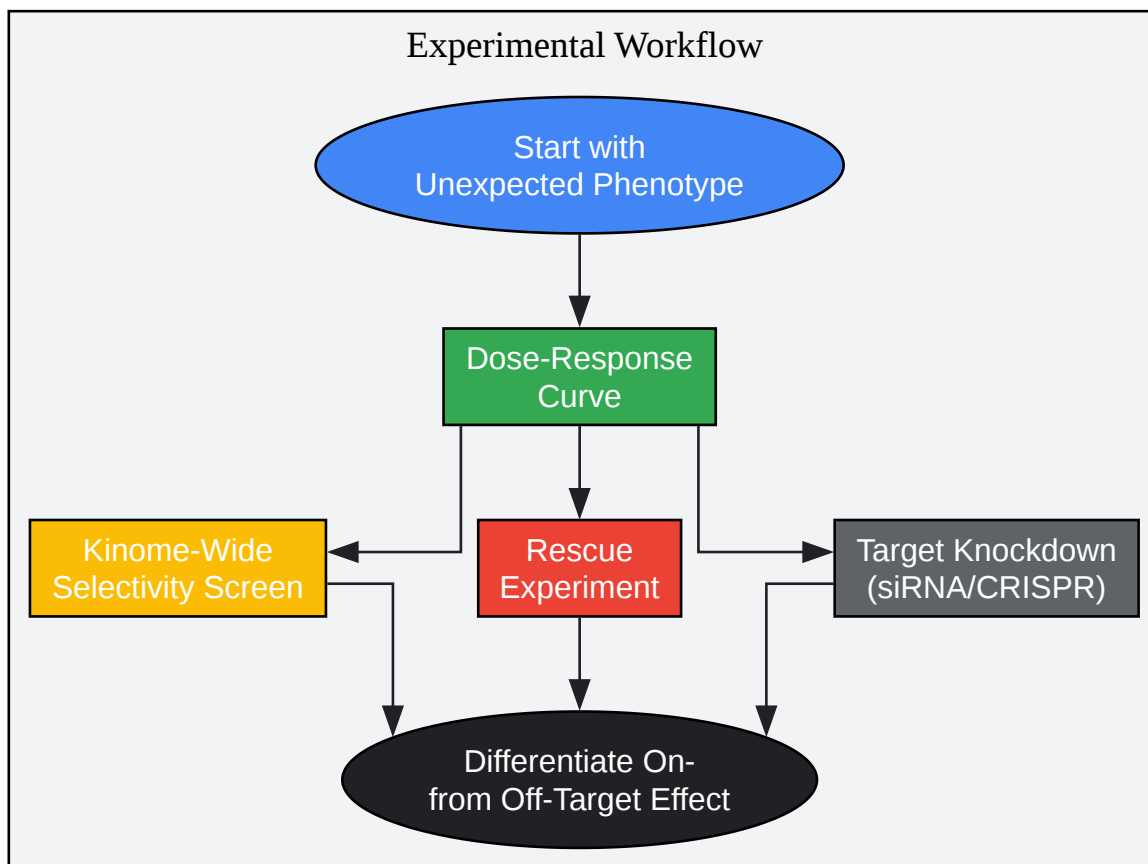 Experimental Workflow
Start with
Unexpected Phenotype
Dose-Response
Curve
Kinome-Wide
Selectivity Screen
Rescue
Experiment
Target Knockdown
(siRNA/CRISPR)
Differentiate On-
from Off-Target Effect